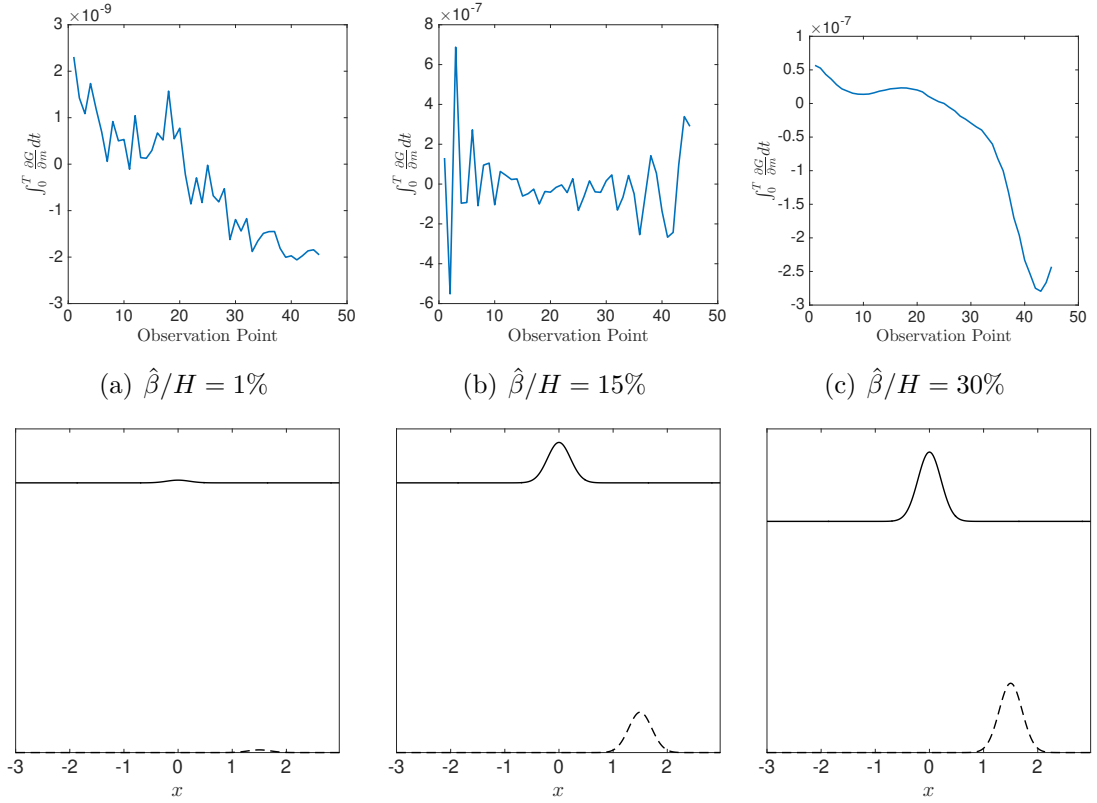 ×10^-9
3
2
1
0
-1
-2
-3
0 10 20 30 40 50
Observation Point
∫_0^T ∂G/∂m dt
×10^-7
8
6
4
2
0
-2
-4
-6
0 10 20 30 40 50
Observation Point
∫_0^T ∂G/∂m dt
×10^-7
1
0.5
0
-0.5
-1
-1.5
-2
-2.5
-3
0 10 20 30 40 50
Observation Point
∫_0^T ∂G/∂m dt
(a) β̂/H = 1%
(b) β̂/H = 15%
(c) β̂/H = 30%
-3 -2 -1 0 1 2
x
-3 -2 -1 0 1 2
x
-3 -2 -1 0 1 2
x